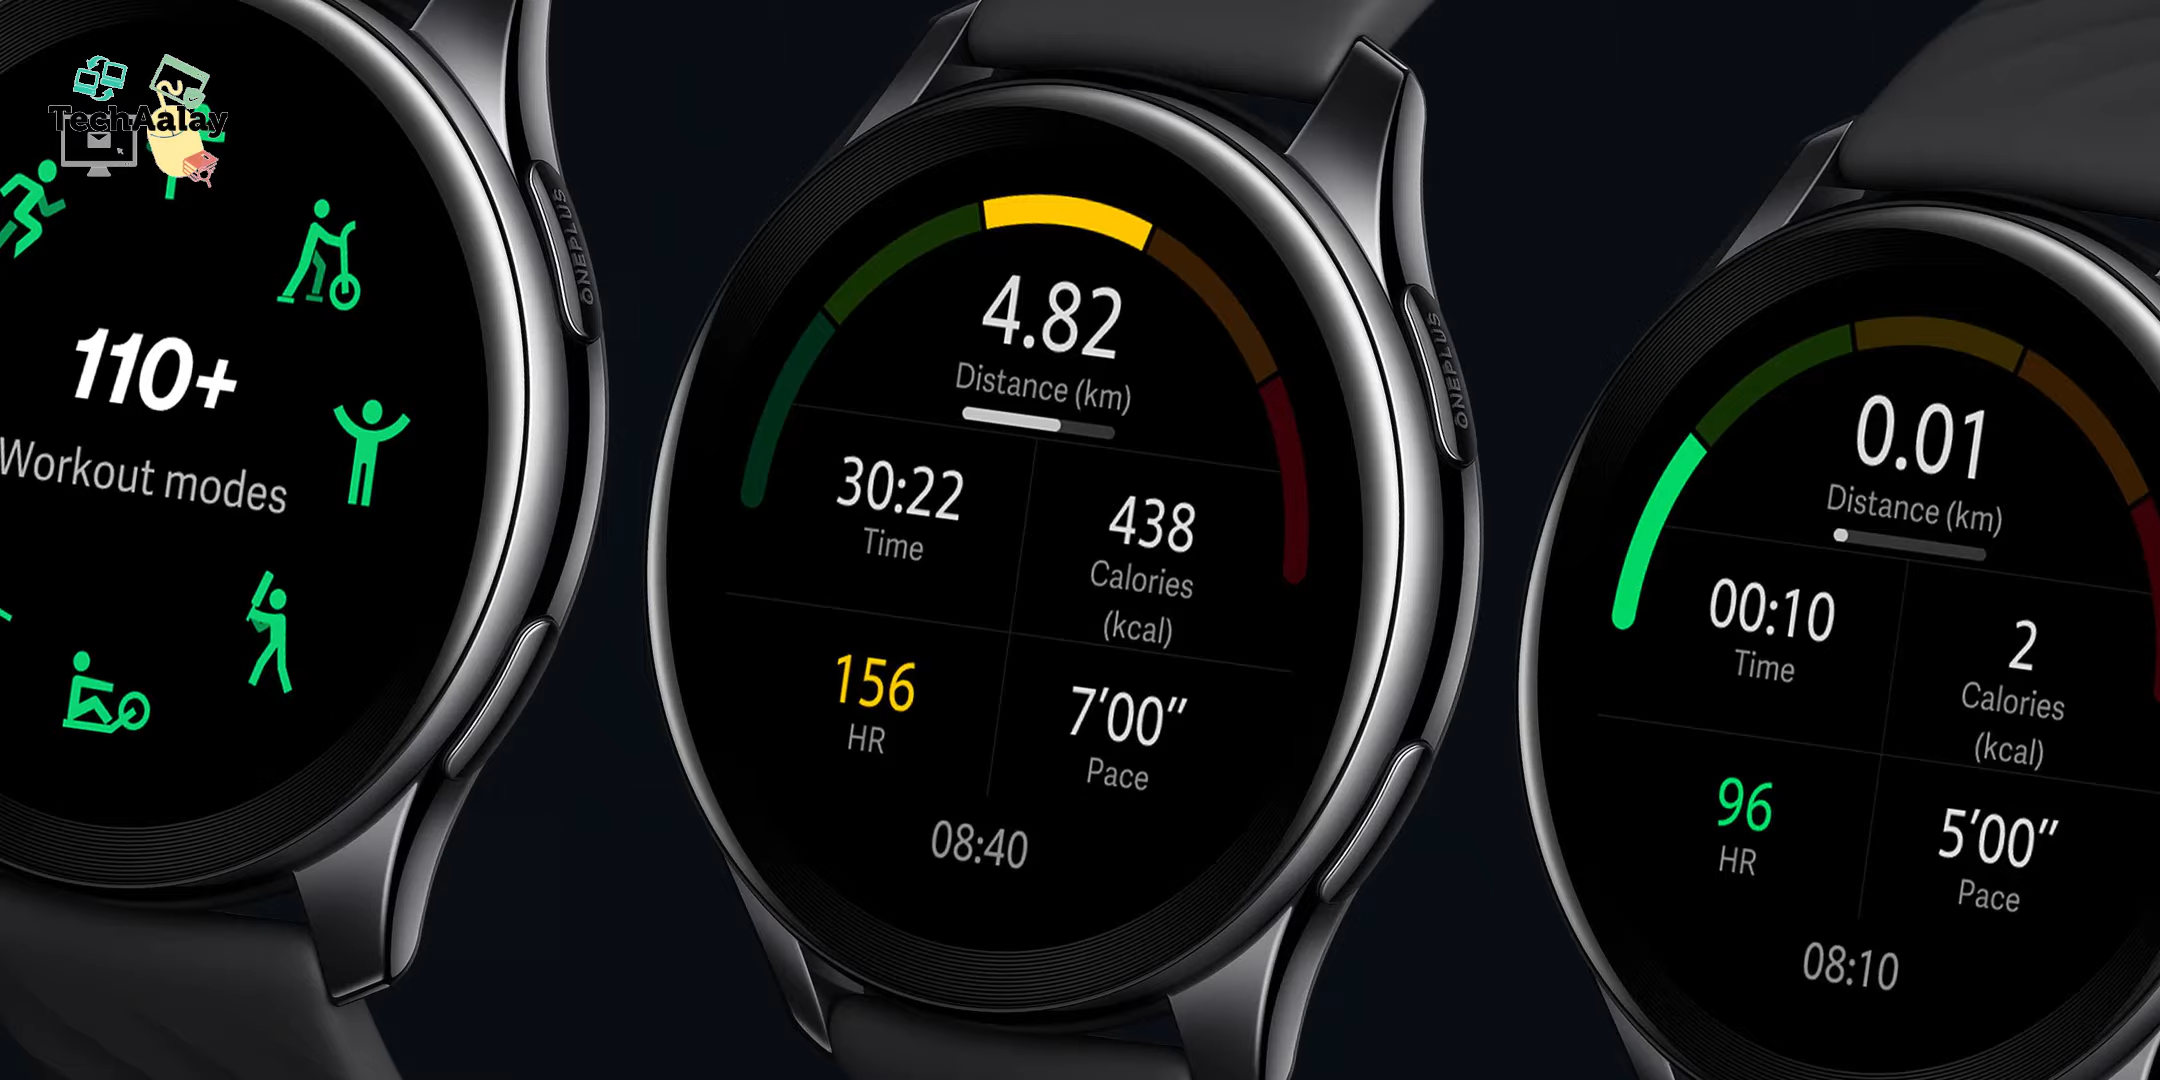 TechAalay
110+
Workout modes
ONEPLUS
4.82
Distance (km)
30:22
Time
438
Calories
(kcal)
156
HR
7'00"
Pace
08:40
ONEPLUS
0.01
Distance (km)
00:10
Time
2
Calories
(kcal)
96
HR
5'00"
Pace
08:10